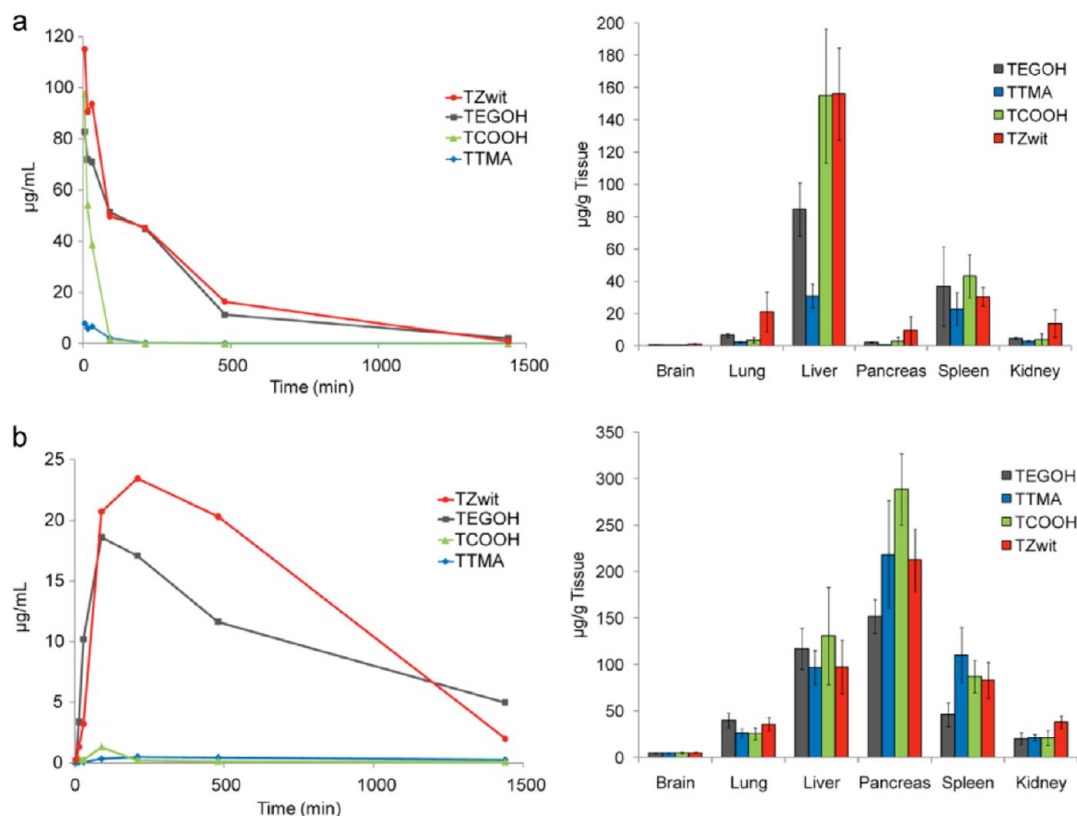 a
120
100
80
60
40
20
0
µg/mL
0
500
1000
1500
Time (min)
TZwit
TEGOH
TCOOH
TTMA
200
180
160
140
120
100
80
60
40
20
0
µg/g Tissue
TEGOH
TTMA
TCOOH
TZwit
Brain Lung Liver Pancreas Spleen Kidney
b
25
20
15
10
5
0
µg/mL
0
500
1000
1500
Time (min)
TZwit
TEGOH
TCOOH
TTMA
350
300
250
200
150
100
50
0
µg/g Tissue
TEGOH
TTMA
TCOOH
TZwit
Brain Lung Liver Pancreas Spleen Kidney